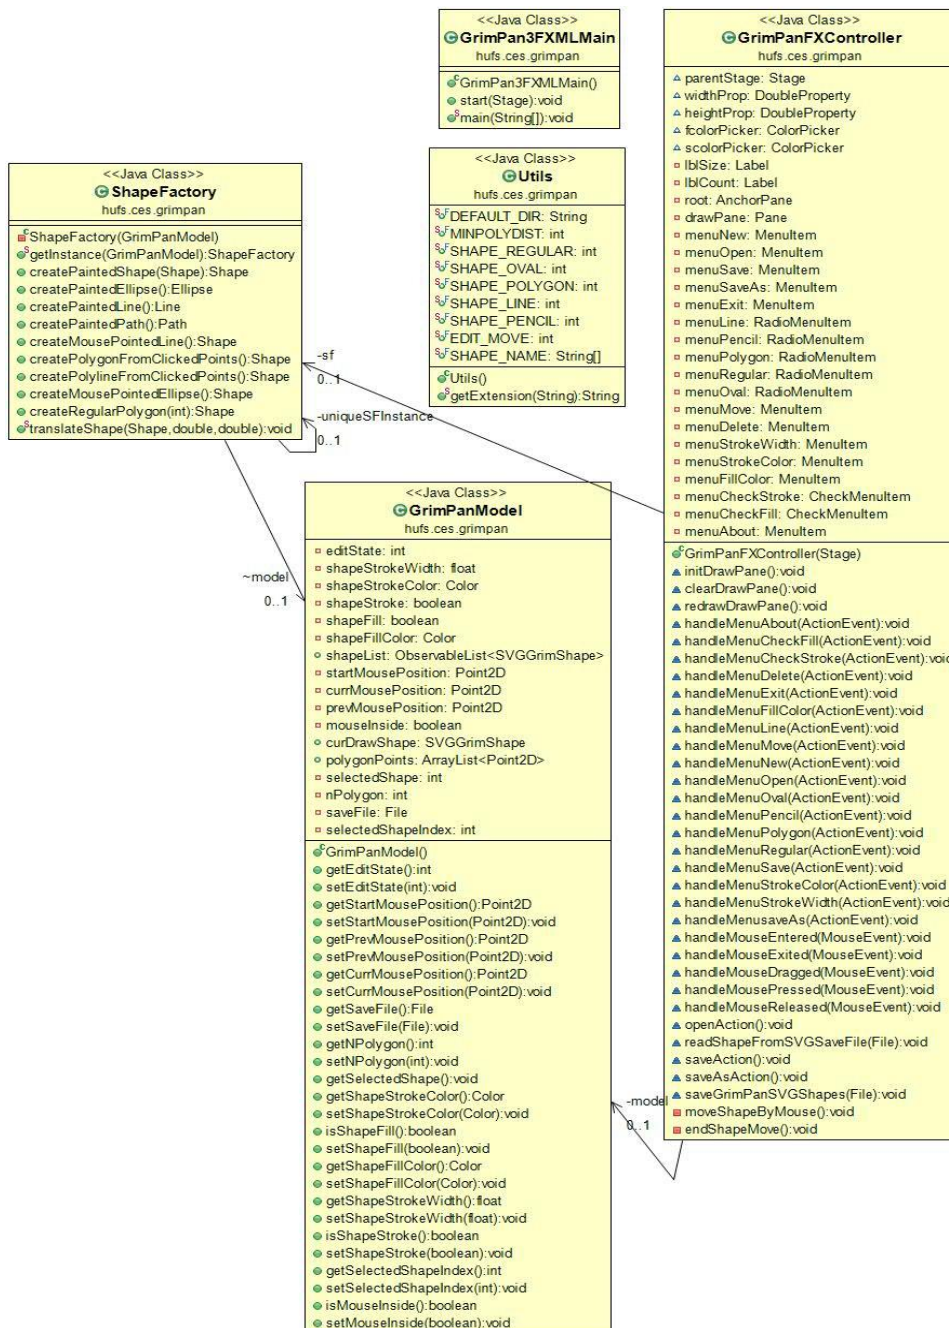 <<Java Class>>
GrimPan3FXMLMain
hufs.ces.grimpan
GrimPan3FXMLMain()
start(Stage):void
main(String[]):void
<<Java Class>>
GrimPanFXController
hufs.ces.grimpan
parentStage: Stage
widthProp: DoubleProperty
heightProp: DoubleProperty
fcolorPicker: ColorPicker
scolorPicker: ColorPicker
lblSize: Label
lblCount: Label
root: AnchorPane
drawPane: Pane
menuNew: MenuItem
menuOpen: MenuItem
menuSave: MenuItem
menuSaveAs: MenuItem
menuExit: MenuItem
menuLine: RadioMenuItem
menuPencil: RadioMenuItem
menuPolygon: RadioMenuItem
menuRegular: RadioMenuItem
menuOval: RadioMenuItem
menuMove: MenuItem
menuDelete: MenuItem
menuStrokeWidth: MenuItem
menuStrokeColor: MenuItem
menuFillColor: MenuItem
menuCheckStroke: CheckMenuItem
menuCheckFill: CheckMenuItem
menuAbout: MenuItem
GrimPanFXController(Stage)
initDrawPane():void
clearDrawPane():void
redrawDrawPane():void
handleMenuAbout(ActionEvent):void
handleMenuCheckFill(ActionEvent):void
handleMenuCheckStroke(ActionEvent):void
handleMenuDelete(ActionEvent):void
handleMenuExit(ActionEvent):void
handleMenuFillColor(ActionEvent):void
handleMenuLine(ActionEvent):void
handleMenuMove(ActionEvent):void
handleMenuNew(ActionEvent):void
handleMenuOpen(ActionEvent):void
handleMenuOval(ActionEvent):void
handleMenuPencil(ActionEvent):void
handleMenuPolygon(ActionEvent):void
handleMenuRegular(ActionEvent):void
handleMenuSave(ActionEvent):void
handleMenuStrokeColor(ActionEvent):void
handleMenuStrokeWidth(ActionEvent):void
handleMenusaveAs(ActionEvent):void
handleMouseEntered(MouseEvent):void
handleMouseExited(MouseEvent):void
handleMouseDragged(MouseEvent):void
handleMousePressed(MouseEvent):void
handleMouseReleased(MouseEvent):void
openAction():void
readShapeFromSVGSaveFile(File):void
saveAction():void
saveAsAction():void
saveGrimPanSVGShapes(File):void
moveShapeByMouse():void
endShapeMove():void
<<Java Class>>
Utils
hufs.ces.grimpan
DEFAULT_DIR: String
MINPOLYDIST: int
SHAPE_REGULAR: int
SHAPE_OVAL: int
SHAPE_POLYGON: int
SHAPE_LINE: int
SHAPE_PENCIL: int
EDIT_MOVE: int
SHAPE_NAME: String[]
Utils()
getExtension(String):String
<<Java Class>>
ShapeFactory
hufs.ces.grimpan
ShapeFactory(GrimPanModel)
getInstance(GrimPanModel):ShapeFactory
createPaintedShape(Shape):Shape
createPaintedEllipse():Ellipse
createPaintedLine():Line
createPaintedPath():Path
createMousePointedLine():Shape
createPolygonFromClickedPoints():Shape
createPolylineFromClickedPoints():Shape
createMousePointedEllipse():Shape
createRegularPolygon(int):Shape
translateShape(Shape,double,double):void
-sf
0..1
-uniqueSFInstance
0..1
~model
0..1
<<Java Class>>
GrimPanModel
hufs.ces.grimpan
editState: int
shapeStrokeWidth: float
shapeStrokeColor: Color
shapeStroke: boolean
shapeFill: boolean
shapeFillColor: Color
shapeList: ObservableList<SVGGrimShape>
startMousePosition: Point2D
currMousePosition: Point2D
prevMousePosition: Point2D
mouseInside: boolean
curDrawShape: SVGGrimShape
polygonPoints: ArrayList<Point2D>
selectedShape: int
nPolygon: int
saveFile: File
selectedShapeIndex: int
GrimPanModel()
getEditState():int
setEditState(int):void
getStartMousePosition():Point2D
setStartMousePosition(Point2D):void
getPrevMousePosition():Point2D
setPrevMousePosition(Point2D):void
getCurrMousePosition():Point2D
setCurrMousePosition(Point2D):void
getSaveFile():File
setSaveFile(File):void
getNPolygon():int
setNPolygon(int):void
getSelectedShape():void
getShapeStrokeColor():Color
setShapeStrokeColor(Color):void
isShapeFill():boolean
setShapeFill(boolean):void
getShapeFillColor():Color
setShapeFillColor(Color):void
getShapeStrokeWidth():float
setShapeStrokeWidth(float):void
isShapeStroke():boolean
setShapeStroke(boolean):void
getSelectedShapeIndex():int
setSelectedShapeIndex(int):void
isMouseInside():boolean
setMouseInside(boolean):void
-model
0..1